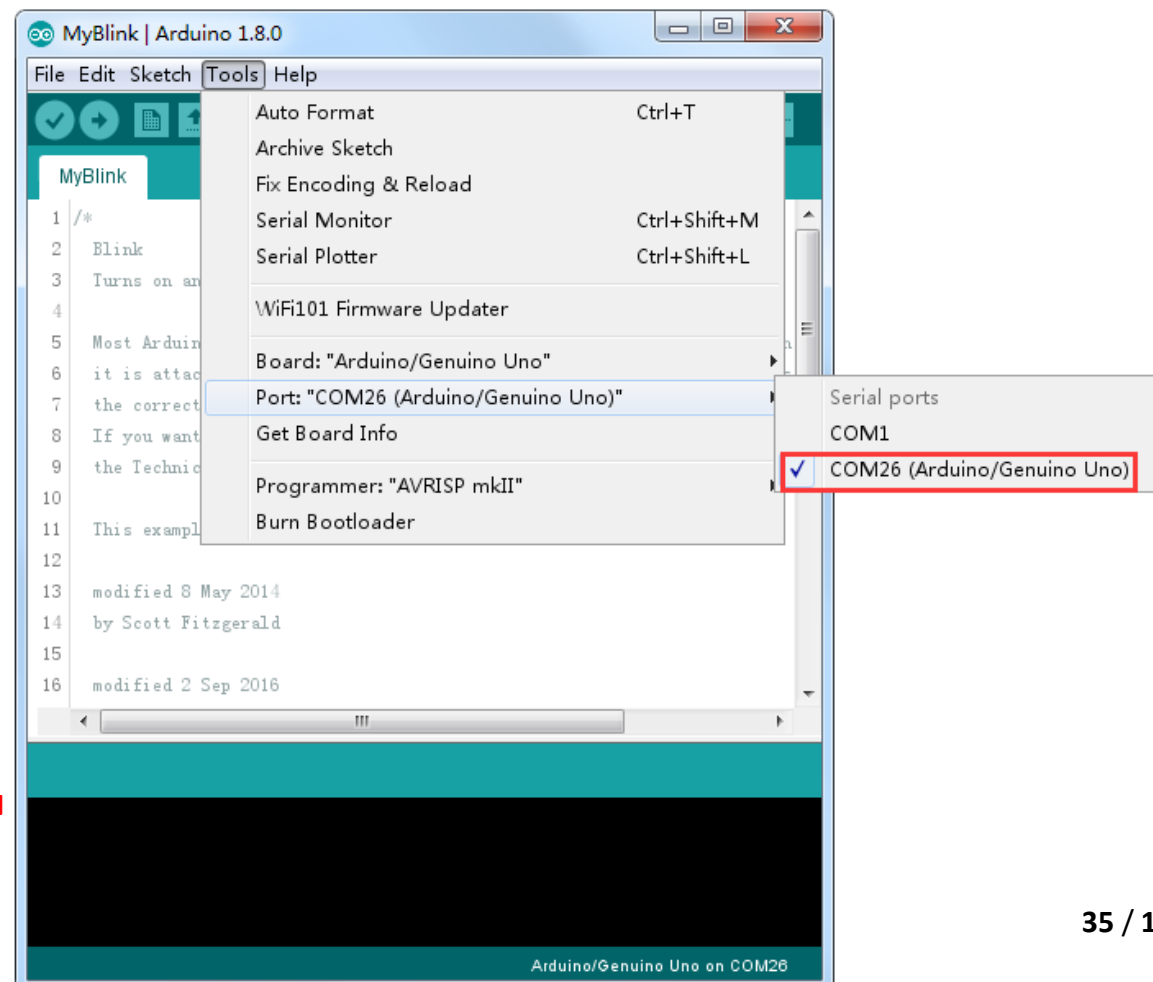 MyBlink | Arduino 1.8.0
File Edit Sketch Tools Help
Auto Format Ctrl+T
Archive Sketch
MyBlink
Fix Encoding & Reload
Serial Monitor Ctrl+Shift+M
Serial Plotter Ctrl+Shift+L
WiFi101 Firmware Updater
Board: "Arduino/Genuino Uno"
Port: "COM26 (Arduino/Genuino Uno)"
Get Board Info
Programmer: "AVRISP mkII"
Burn Bootloader
Serial ports
COM1
COM26 (Arduino/Genuino Uno)
1 /*
2 Blink
3 Turns on an
4
5 Most Arduin
6 it is attac
7 the correct
8 If you want
9 the Technic
10
11 This exampl
12
13 modified 8 May 2014
14 by Scott Fitzgerald
15
16 modified 2 Sep 2016
35 / 1
Arduino/Genuino Uno on COM26